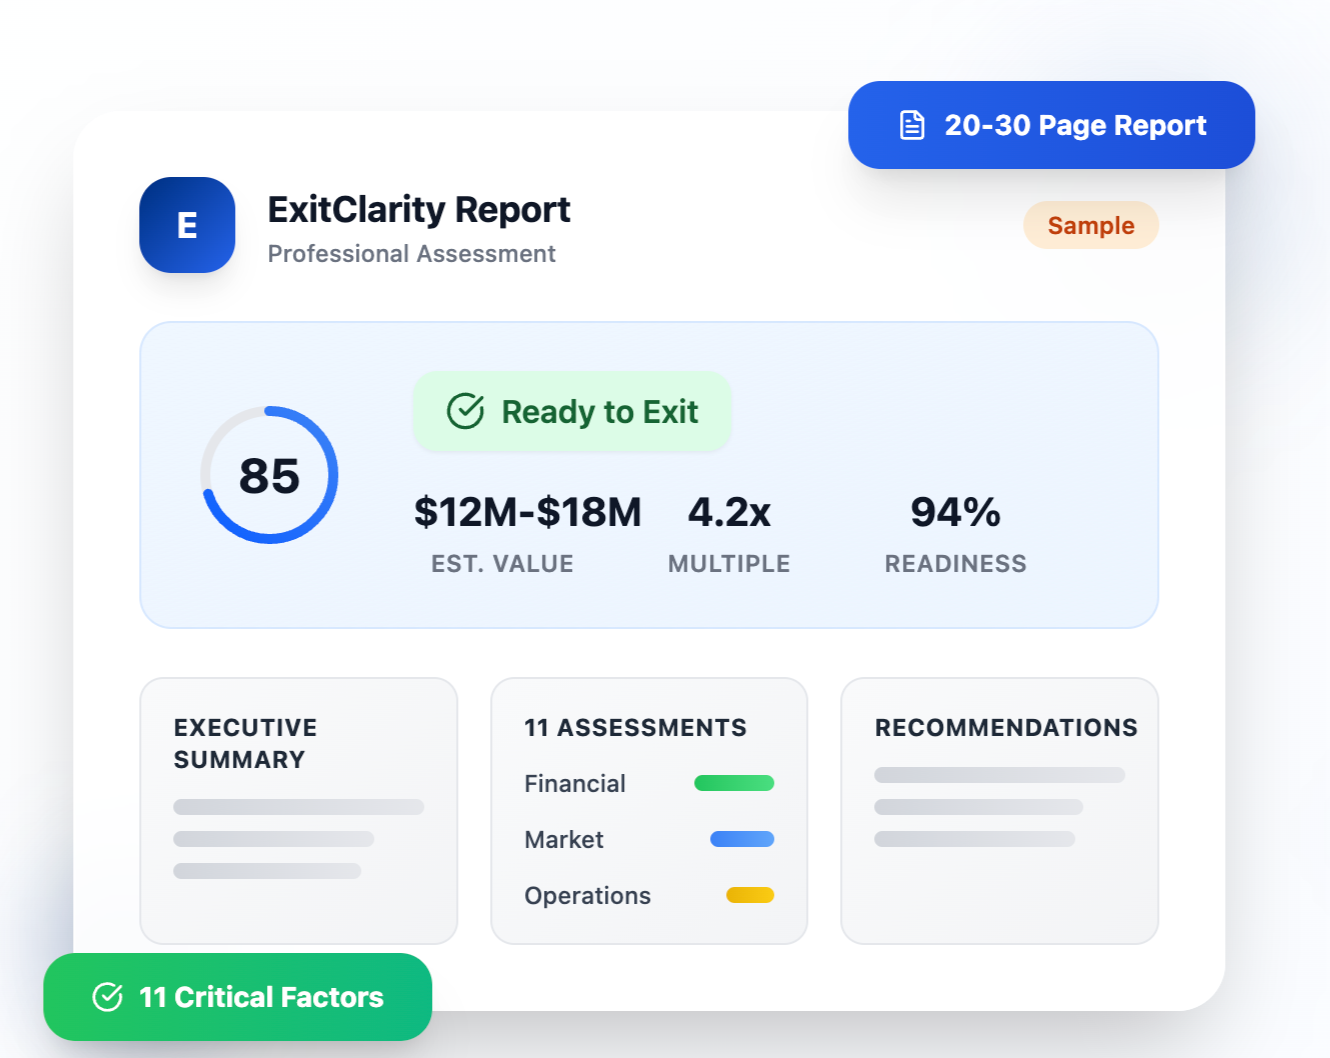 20-30 Page Report
E
ExitClarity Report
Professional Assessment
Sample
85
Ready to Exit
$12M-$18M
EST. VALUE
4.2x
MULTIPLE
94%
READINESS
EXECUTIVE
SUMMARY
11 ASSESSMENTS
Financial
Market
Operations
RECOMMENDATIONS
11 Critical Factors